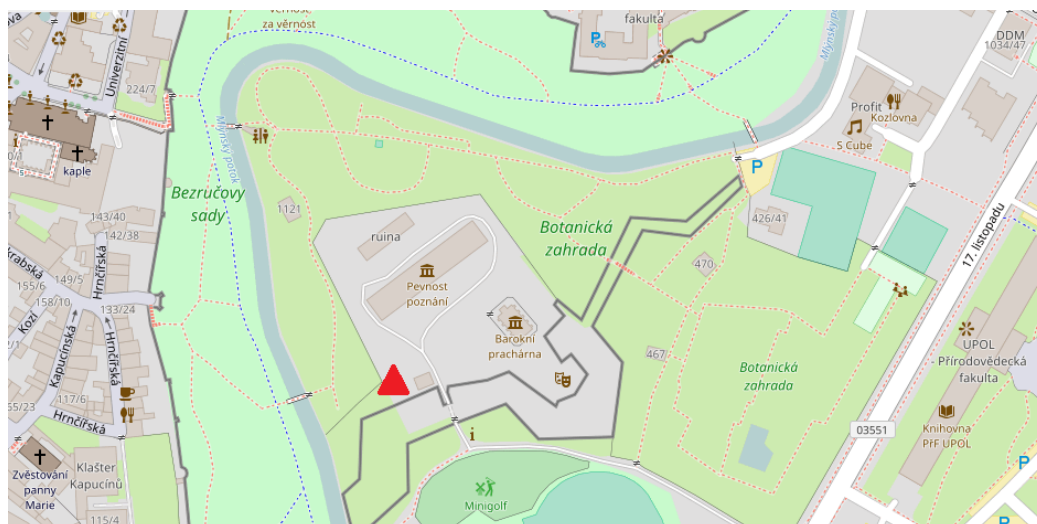 věrnost
za věrnost
fakulta
DDM
1034/47
Univerzitní
224/7
Mlýnský potok
Mlýnský
Profit
Kozlovna
S Cube
kaple
5
Bezručovy
sady
1121
ruina
Botanická
zahrada
P
426/41
17. listopadu
143/40
142/38
Hrnčířská
149/5
155/6
158/10
Kozí
Kapucínská
133/24
Hrnčířská
470
Pevnost
poznání
Barokní
prachárna
467
Botanická
zahrada
UPOL
Přírodovědecká
fakulta
117/6
Hrnčířská
Zvěstování
panny
Marie
Klašter
Kapucínů
i
03551
Knihovna
PřF UPOL
P
Minigolf
115/4
P